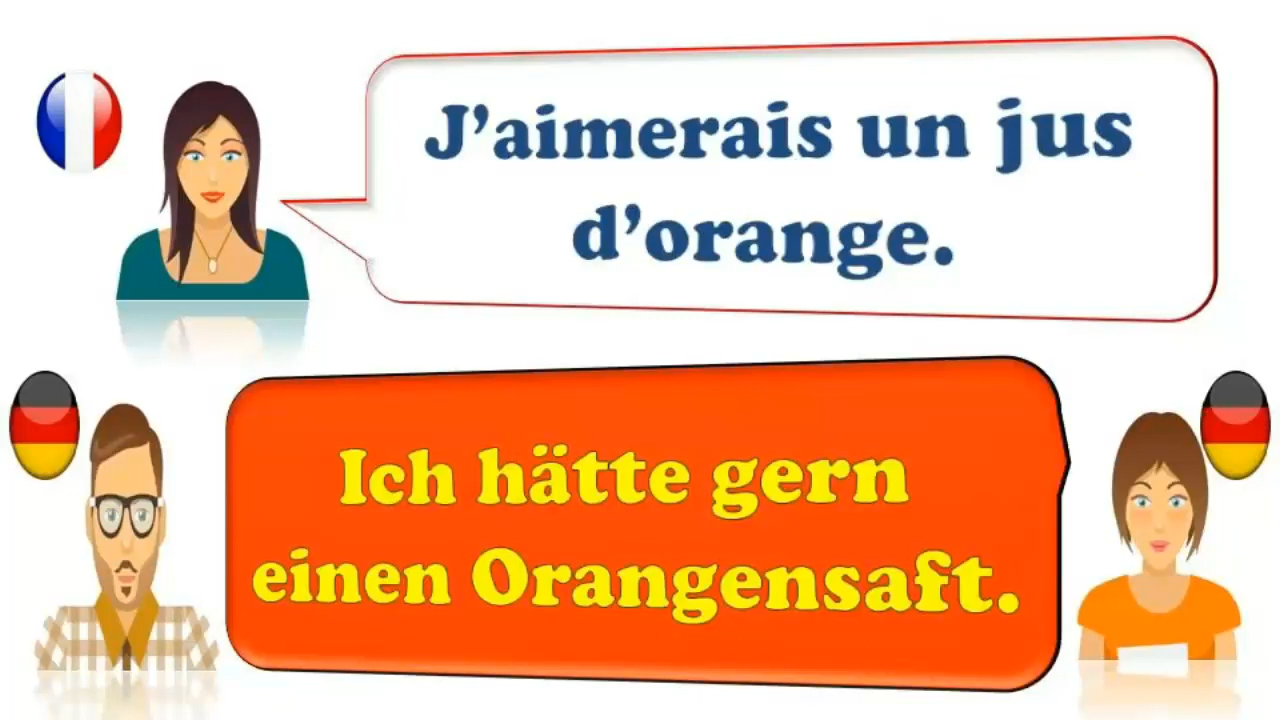 J’aimerais un jus
d’orange.
Ich hätte gern
einen Orangensaft.